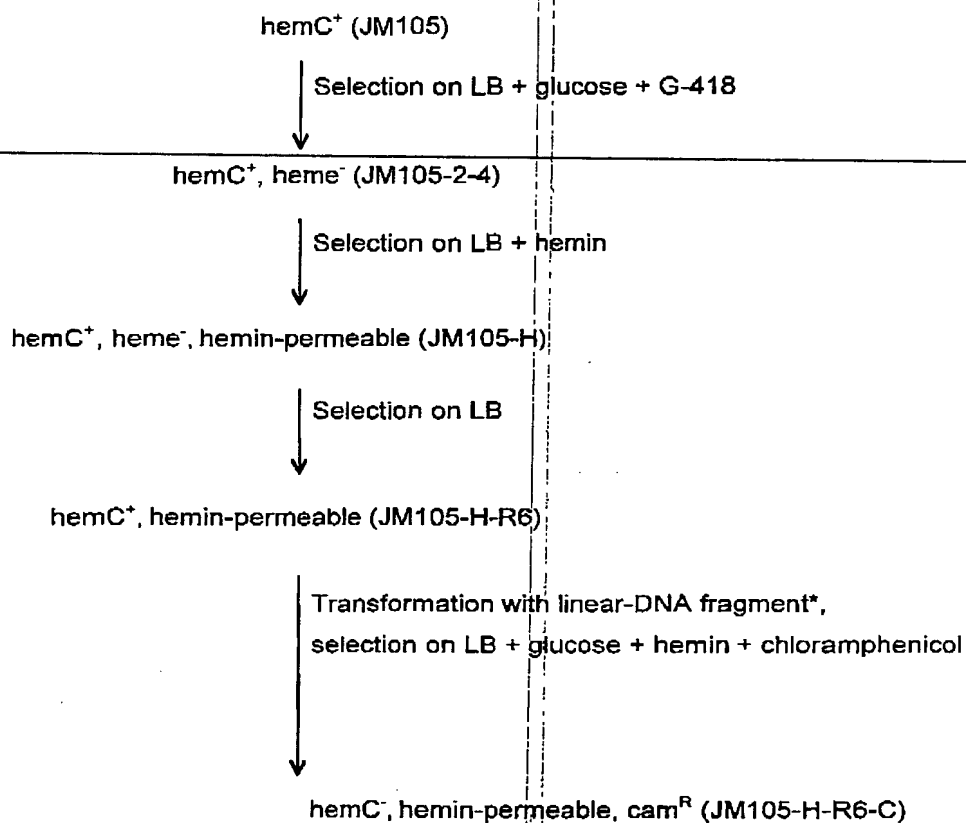 hemC⁺ (JM105)
Selection on LB + glucose + G-418
hemC⁺, heme⁻ (JM105-2-4)
Selection on LB + hemin
hemC⁺, heme⁻, hemin-permeable (JM105-H)
Selection on LB
hemC⁺, hemin-permeable (JM105-H-R6)
Transformation with linear-DNA fragment*,
selection on LB + glucose + hemin + chloramphenicol
hemC⁻, hemin-permeable, camᴿ (JM105-H-R6-C)